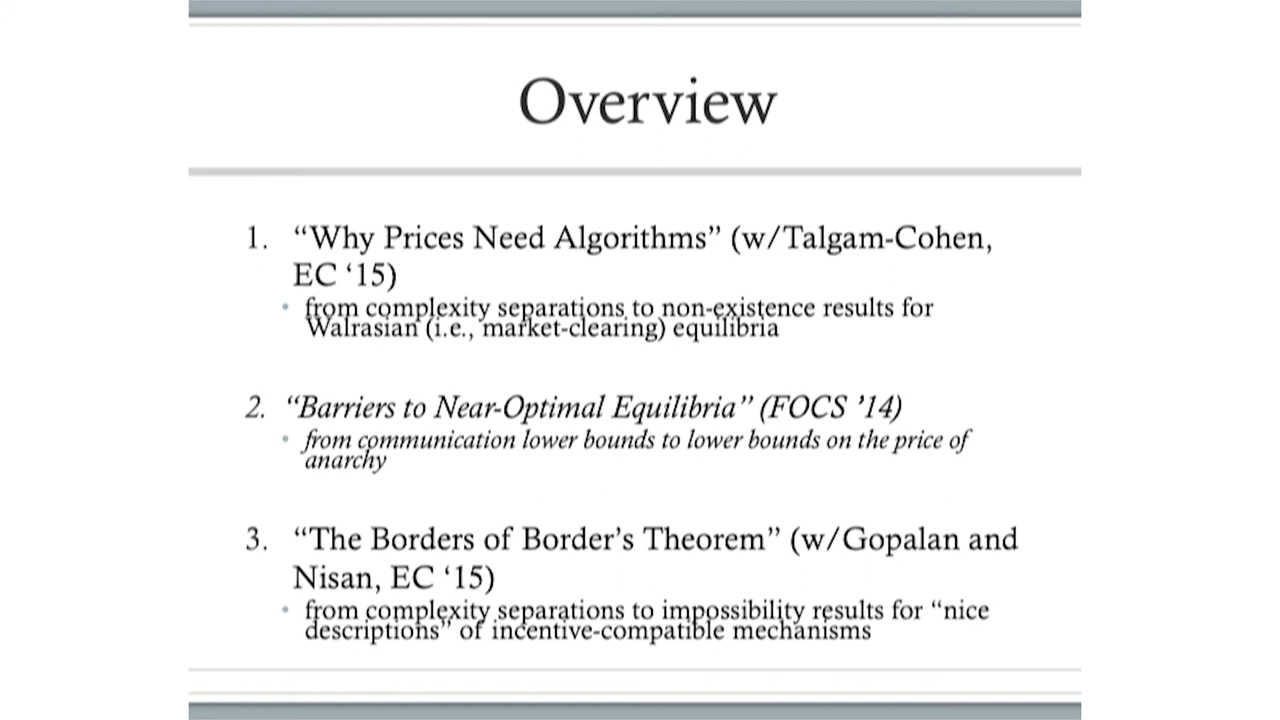 Overview
1. “Why Prices Need Algorithms” (w/Talgam-Cohen,
EC ‘15)
• from complexity separations to non-existence results for
Walrasian (i.e., market-clearing) equilibria
2. “Barriers to Near-Optimal Equilibria” (FOCS ’14)
• from communication lower bounds to lower bounds on the price of
anarchy
3. “The Borders of Border’s Theorem” (w/Gopalan and
Nisan, EC ‘15)
• from complexity separations to impossibility results for “nice
descriptions” of incentive-compatible mechanisms